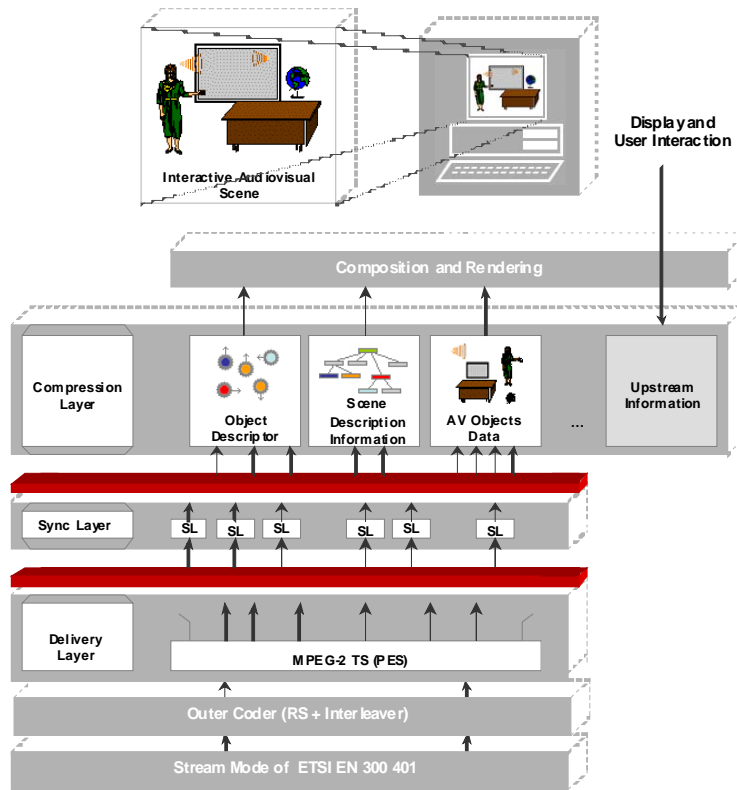 Interactive Audiovisual
Scene
Display and
User Interaction
Composition and Rendering
Compression
Layer
Object
Descriptor
Scene
Description
Information
AV Objects
Data
...
Upstream
Information
Sync Layer
SL
SL
SL
SL
SL
SL
Delivery
Layer
MPEG-2 TS (PES)
Outer Coder (RS + Interleaver)
Stream Mode of ETSI EN 300 401